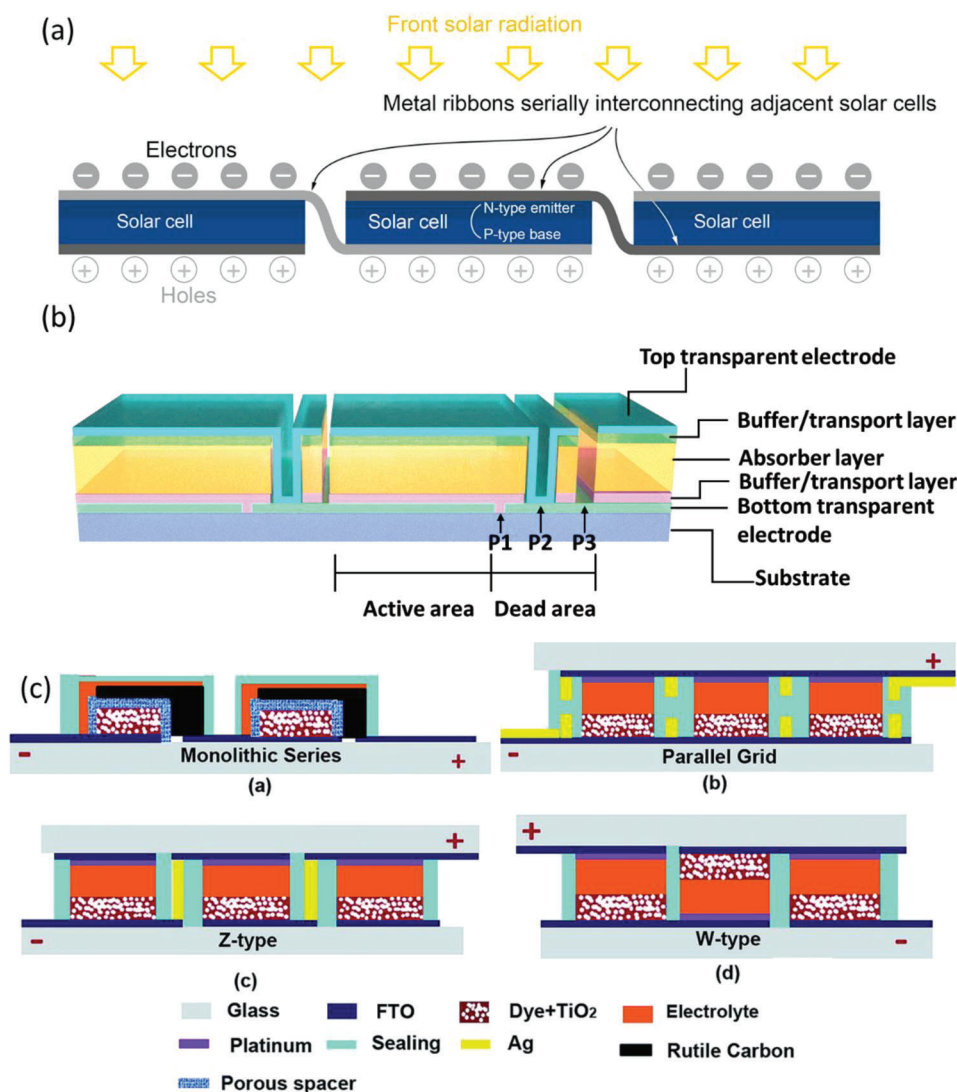 (a)
Front solar radiation
Metal ribbons serially interconnecting adjacent solar cells
Electrons
Solar cell
Solar cell
N-type emitter
P-type base
Solar cell
Holes
(b)
Top transparent electrode
Buffer/transport layer
Absorber layer
Buffer/transport layer
Bottom transparent
electrode
P1 P2 P3
Substrate
Active area
Dead area
(c)
- Monolithic Series +
(a)
+
- Parallel Grid
(b)
+
- Z-type
(c)
+
W-type -
(d)
Glass FTO Dye+TiO₂ Electrolyte
Platinum Sealing Ag Rutile Carbon
Porous spacer